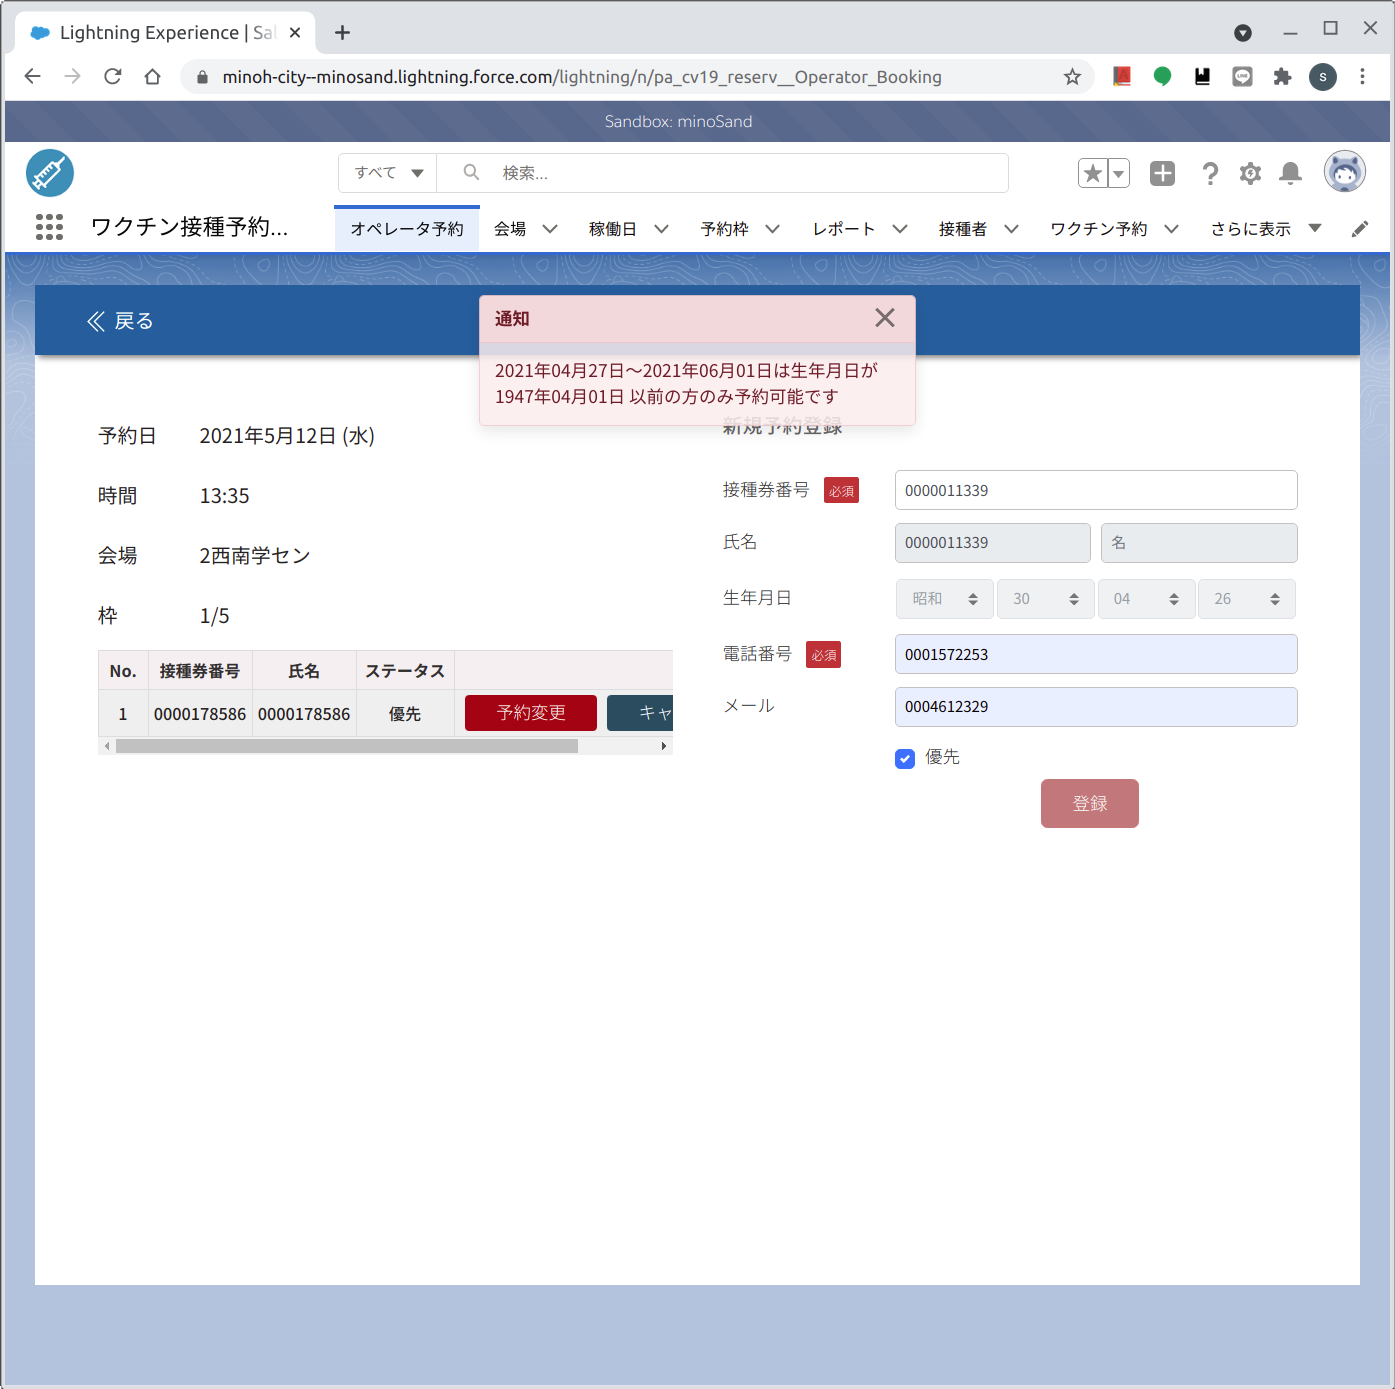 Lightning Experience | Sal
minoh-city--minosand.lightning.force.com/lightning/n/pa_cv19_reserv__Operator_Booking
S
Sandbox: minoSand
すべて
検索...
ワクチン接種予約...
オペレータ予約
会場
稼働日
予約枠
レポート
接種者
ワクチン予約
さらに表示
戻る
通知
2021年04月27日～2021年06月01日は生年月日が
1947年04月01日 以前の方のみ予約可能です
予約日 2021年5月12日 (水)
時間 13:35
会場 2西南学セン
枠 1/5
No. 接種券番号 氏名 ステータス
1 0000178586 0000178586 優先 予約変更 キャ
新規予約登録
接種券番号 必須 0000011339
氏名 0000011339 名
生年月日 昭和 30 04 26
電話番号 必須 0001572253
メール 0004612329
優先
登録